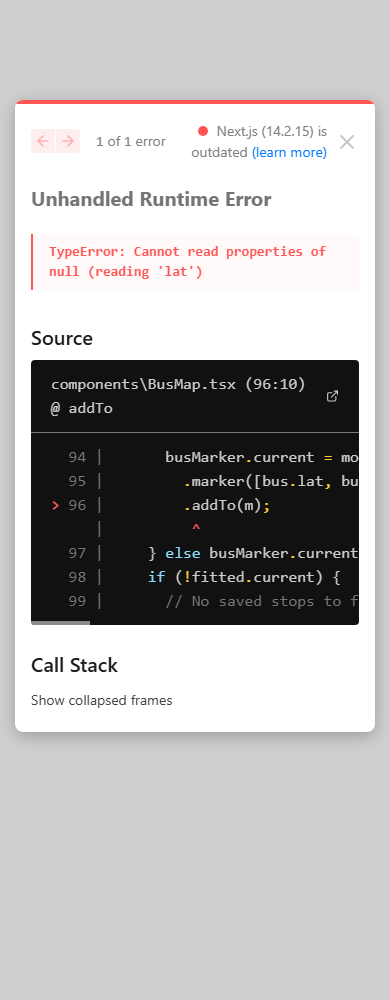 1 of 1 error
Next.js (14.2.15) is
outdated (learn more)
Unhandled Runtime Error
TypeError: Cannot read properties of
null (reading 'lat')
Source
components\BusMap.tsx (96:10)
@ addTo
94 | busMarker.current = mo
95 | .marker([bus.lat, bu
> 96 | .addTo(m);
| ^
97 | } else busMarker.current
98 | if (!fitted.current) {
99 | // No saved stops to f
Call Stack
Show collapsed frames